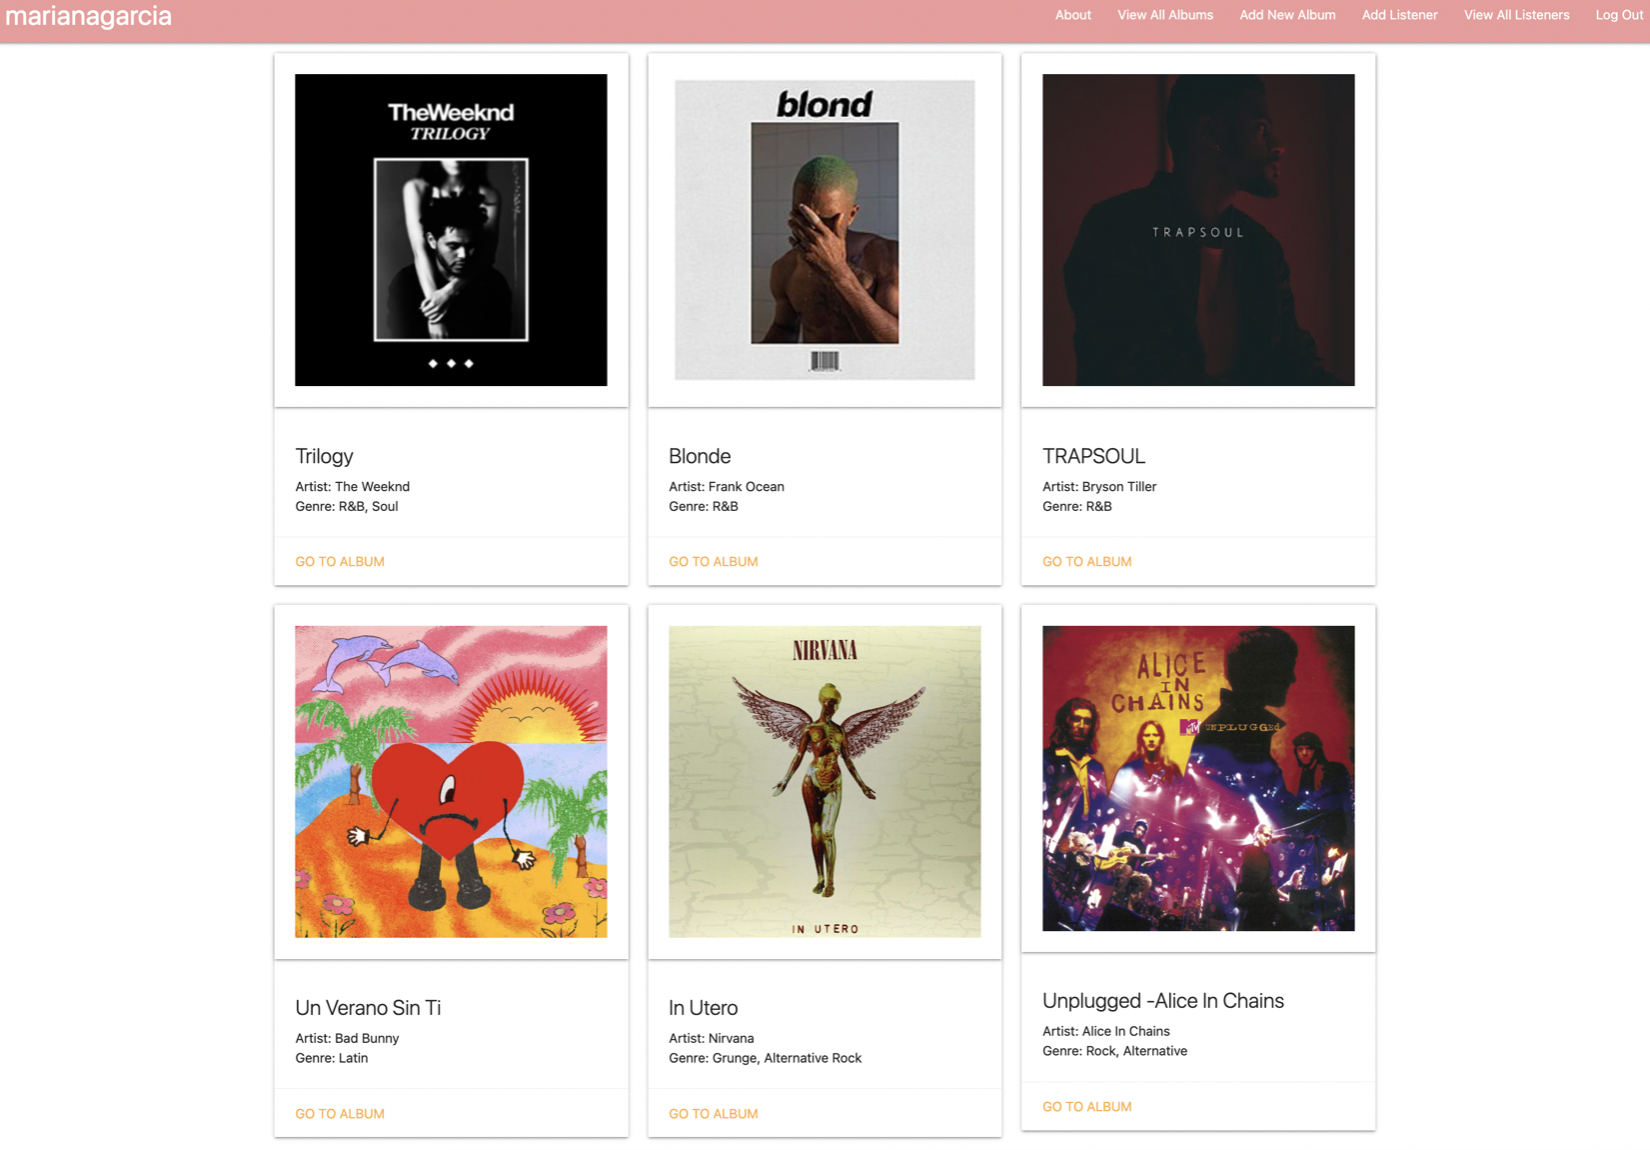 marianagarcia
About
View All Albums
Add New Album
Add Listener
View All Listeners
Log Out
TheWeeknd
TRILOGY
blond
TRAPSOUL
Trilogy
Artist: The Weeknd
Genre: R&B, Soul
GO TO ALBUM
Blonde
Artist: Frank Ocean
Genre: R&B
GO TO ALBUM
TRAPSOUL
Artist: Bryson Tiller
Genre: R&B
GO TO ALBUM
NIRVANA
IN UTERO
ALICE
IN
CHAINS
MTV UNPLUGGED
Un Verano Sin Ti
Artist: Bad Bunny
Genre: Latin
GO TO ALBUM
In Utero
Artist: Nirvana
Genre: Grunge, Alternative Rock
GO TO ALBUM
Unplugged -Alice In Chains
Artist: Alice In Chains
Genre: Rock, Alternative
GO TO ALBUM